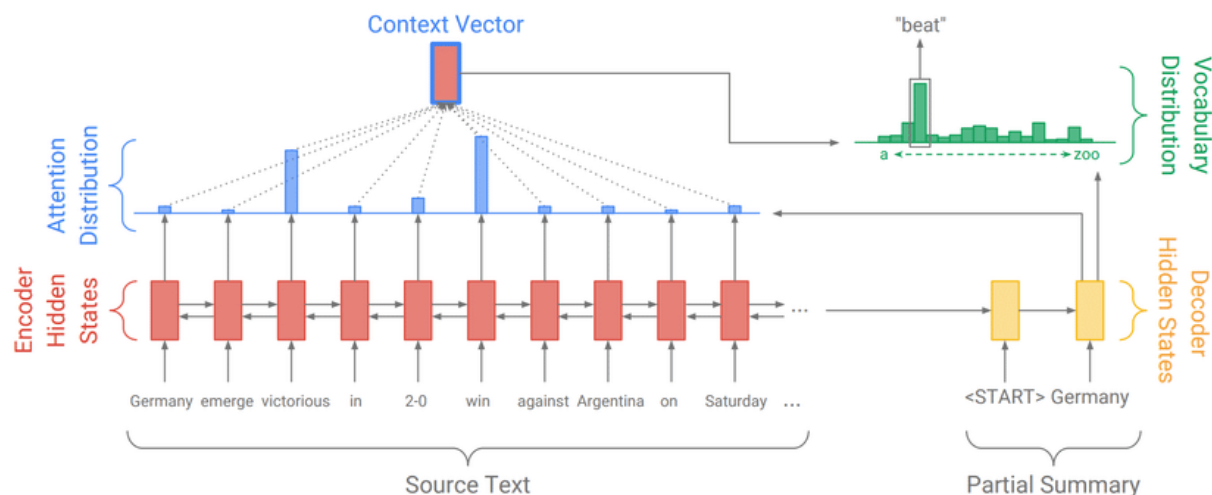 Context Vector
"beat"
Vocabulary
Distribution
a
zoo
Attention
Distribution
Encoder
Hidden
States
Decoder
Hidden States
...
Germany emerge victorious in 2-0 win against Argentina on Saturday ...
<START> Germany
Source Text
Partial Summary